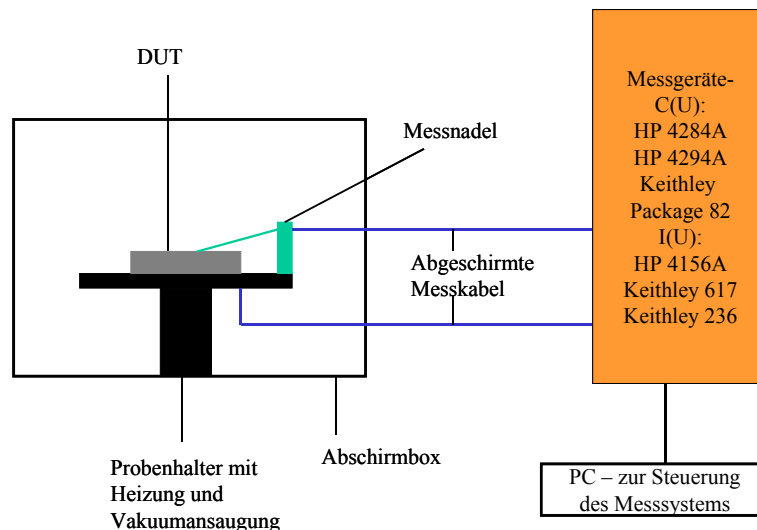 DUT
Messnadel
Abgeschirmte
Messkabel
Probenhalter mit
Heizung und
Vakuumansaugung
Abschirmbox
Messgeräte-
C(U):
HP 4284A
HP 4294A
Keithley
Package 82
I(U):
HP 4156A
Keithley 617
Keithley 236
PC – zur Steuerung
des Messsystems